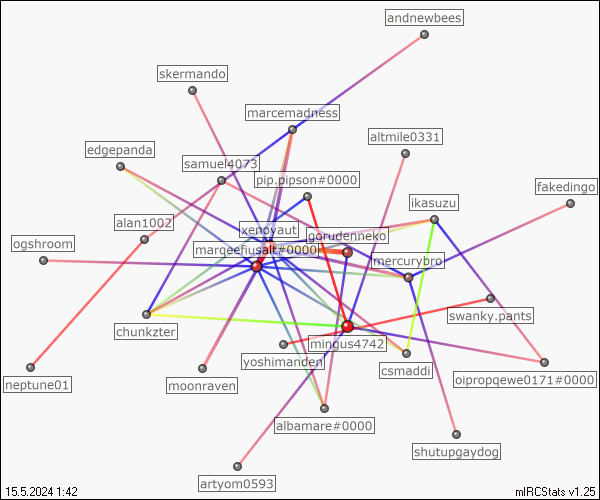 andnewbees
skermando
marcemadness
altmile0331
edgepanda
samuel4073
pip.pipson#0000
fakedingo
ikasuzu
alan1002
xenoyaut
gorudenneko
ogshroom
marqeefiusalt#0000
mercurybro
swanky.pants
chunkzter
mingus4742
yoshimanden
csmaddi
neptune01
moonraven
oipropqewe0171#0000
albamare#0000
shutupgaydog
artyom0593
15.5.2024 1:42
mIRCStats v1.25